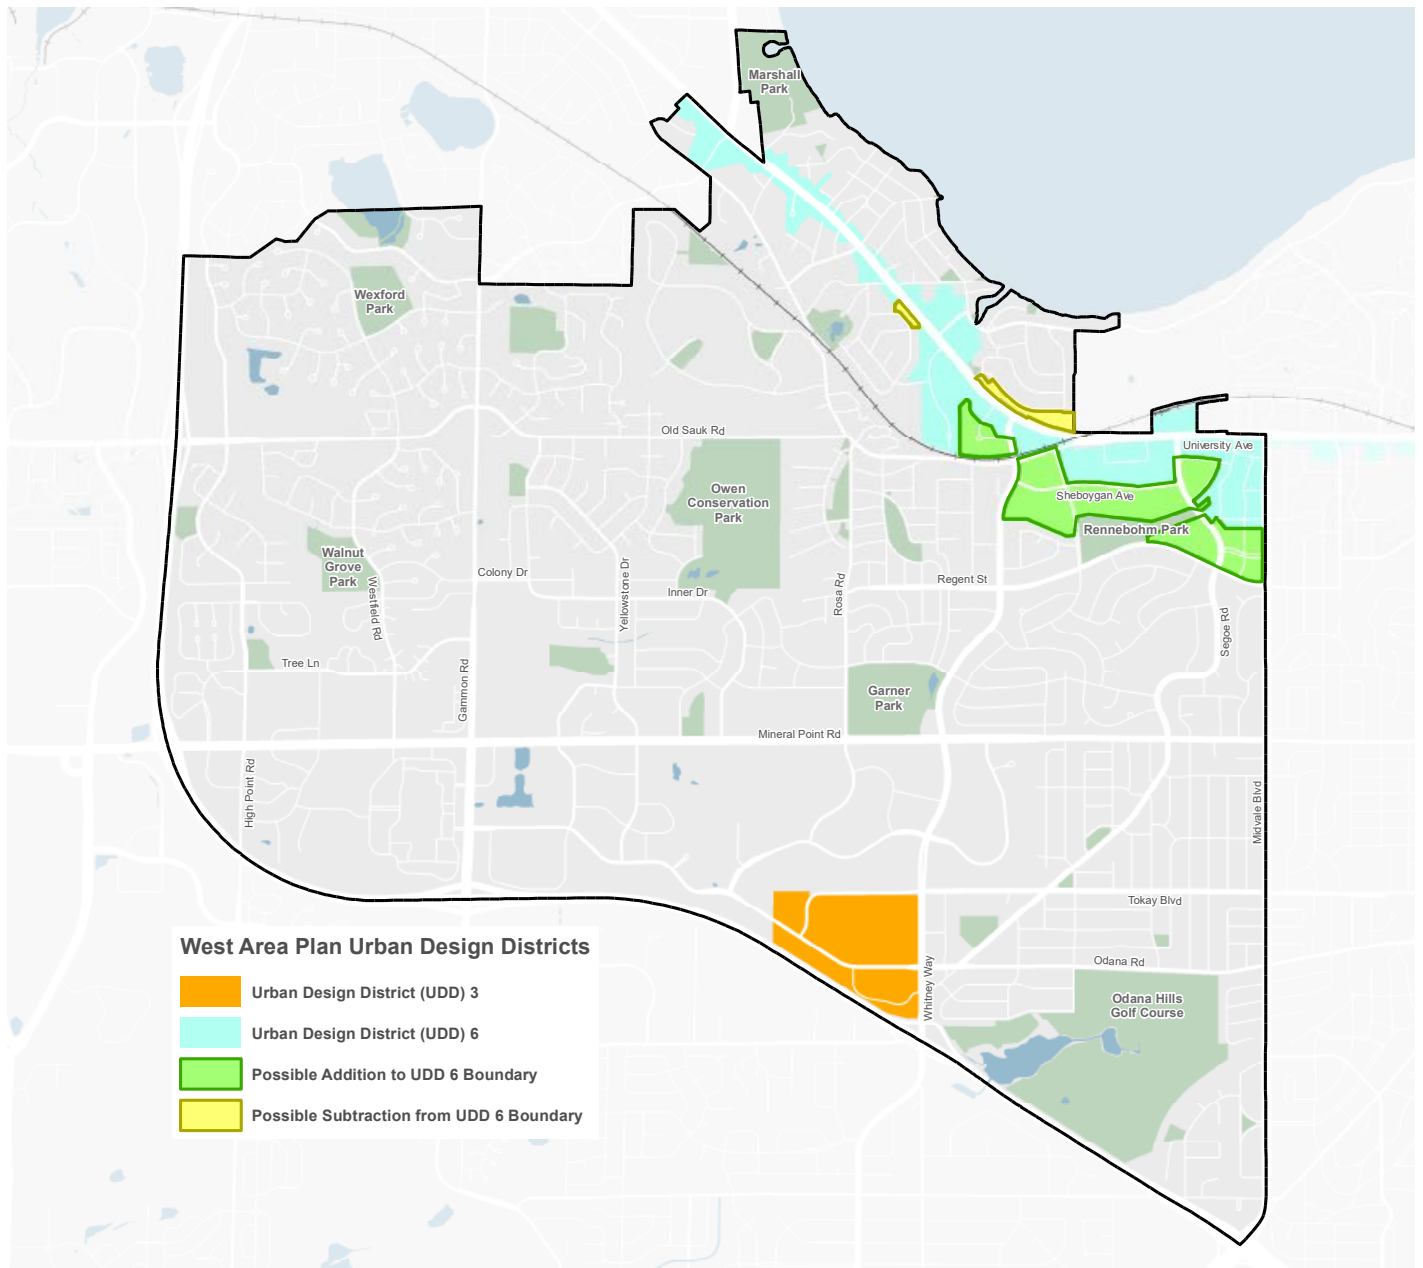 Marshall
Park
Wexford
Park
Old Sauk Rd
University Ave
Owen
Conservation
Park
Sheboygan Ave
Rennebohm Park
Walnut
Grove
Park
Westfield Rd
Colony Dr
Yellowstone Dr
Inner Dr
Rosa Rd
Regent St
Segoe Rd
Tree Ln
Gammon Rd
Garner
Park
Mineral Point Rd
High Point Rd
Midvale Blvd
Tokay Blvd
Whitney Way
Odana Rd
Odana Hills
Golf Course
West Area Plan Urban Design Districts
Urban Design District (UDD) 3
Urban Design District (UDD) 6
Possible Addition to UDD 6 Boundary
Possible Subtraction from UDD 6 Boundary